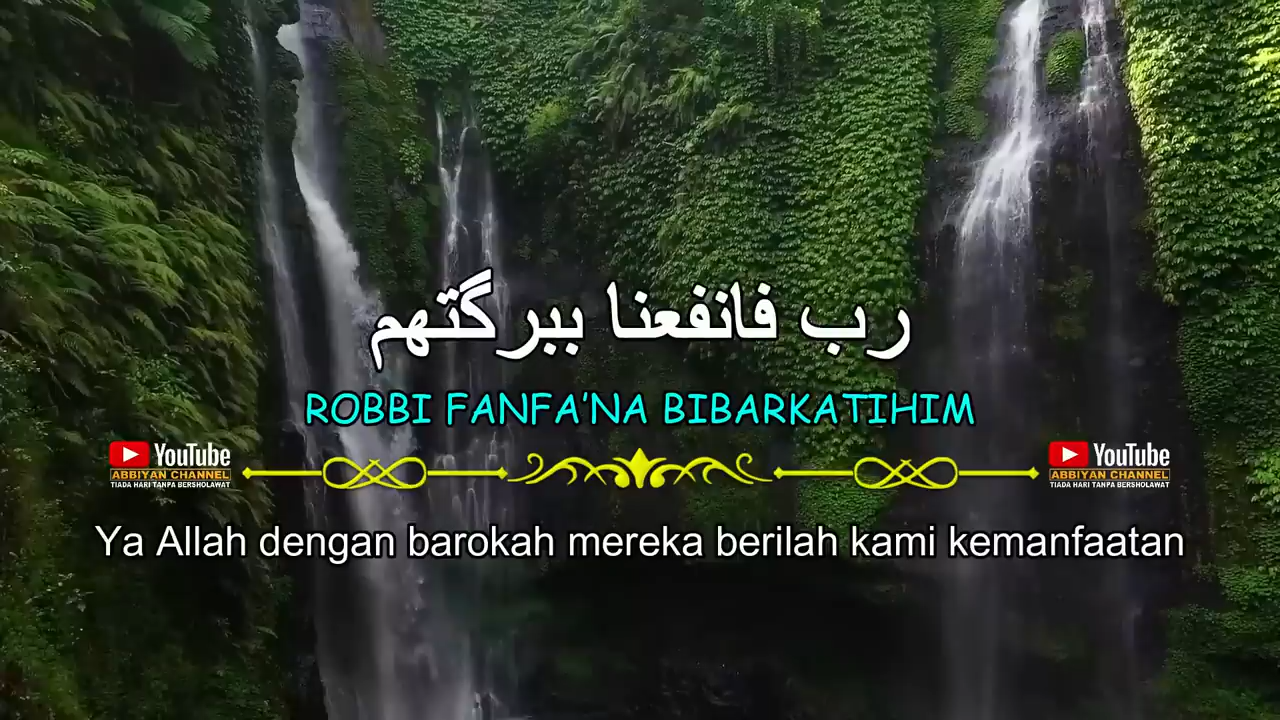 رب فانفعنا ببرگتهم
ROBBI FANFA’NA BIBARKATIHIM
YouTube
ABBIYAN CHANNEL
TIADA HARI TANPA BERSHOLAWAT
YouTube
ABBIYAN CHANNEL
TIADA HARI TANPA BERSHOLAWAT
Ya Allah dengan barokah mereka berilah kami kemanfaatan